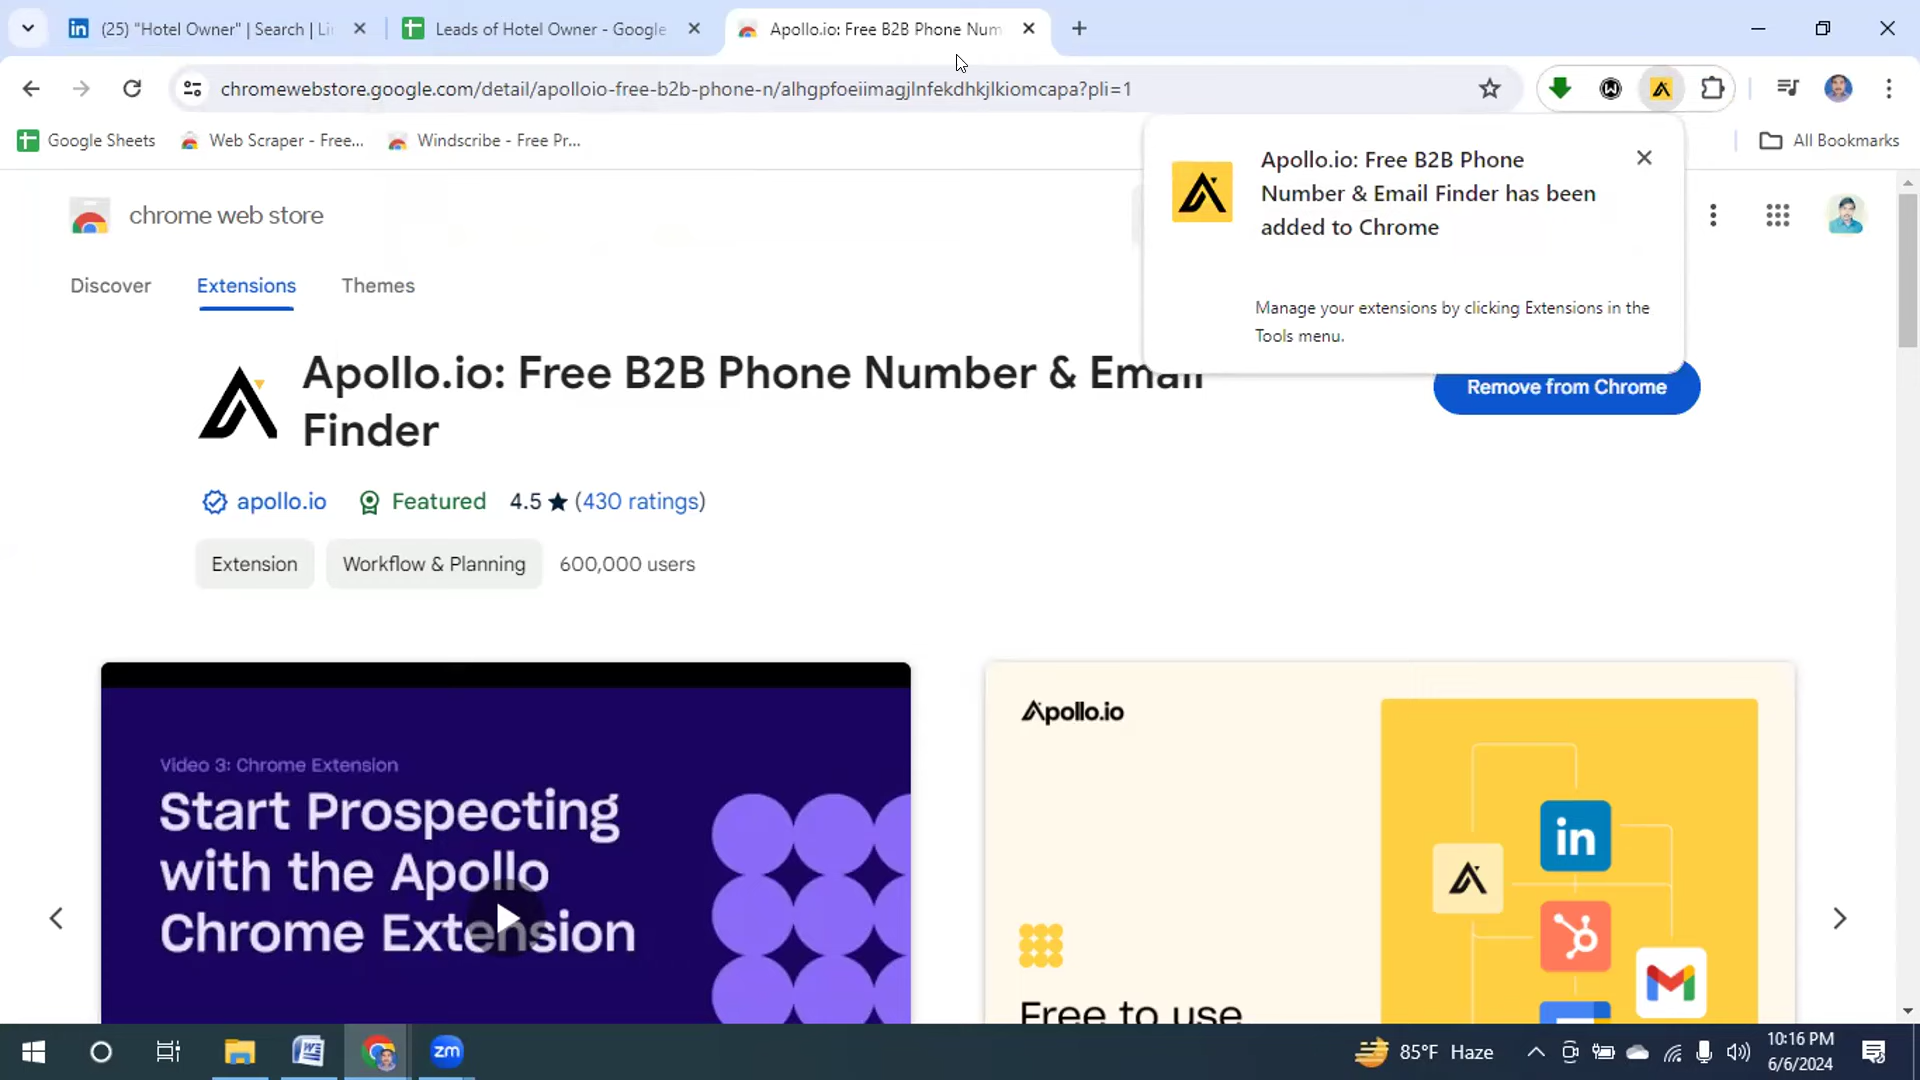 (25) "Hotel Owner" | Search | Li
Leads of Hotel Owner - Google
Apollo.io: Free B2B Phone Num
chromewebstore.google.com/detail/apolloio-free-b2b-phone-n/alhgpfoeiimagjlnfekdhkjlkiomcapa?pli=1
Google Sheets
Web Scraper - Free...
Windscribe - Free Pr...
All Bookmarks
Apollo.io: Free B2B Phone
Number & Email Finder has been
added to Chrome
Manage your extensions by clicking Extensions in the
Tools menu.
chrome web store
Discover
Extensions
Themes
Apollo.io: Free B2B Phone Number & Email
Finder
Remove from Chrome
apollo.io
Featured
4.5 ★ (430 ratings)
Extension
Workflow & Planning
600,000 users
Video 3: Chrome Extension
Start Prospecting
with the Apollo
Chrome Extension
Apollo.io
Free to use
in
zm
85°F Haze
10:16 PM
6/6/2024